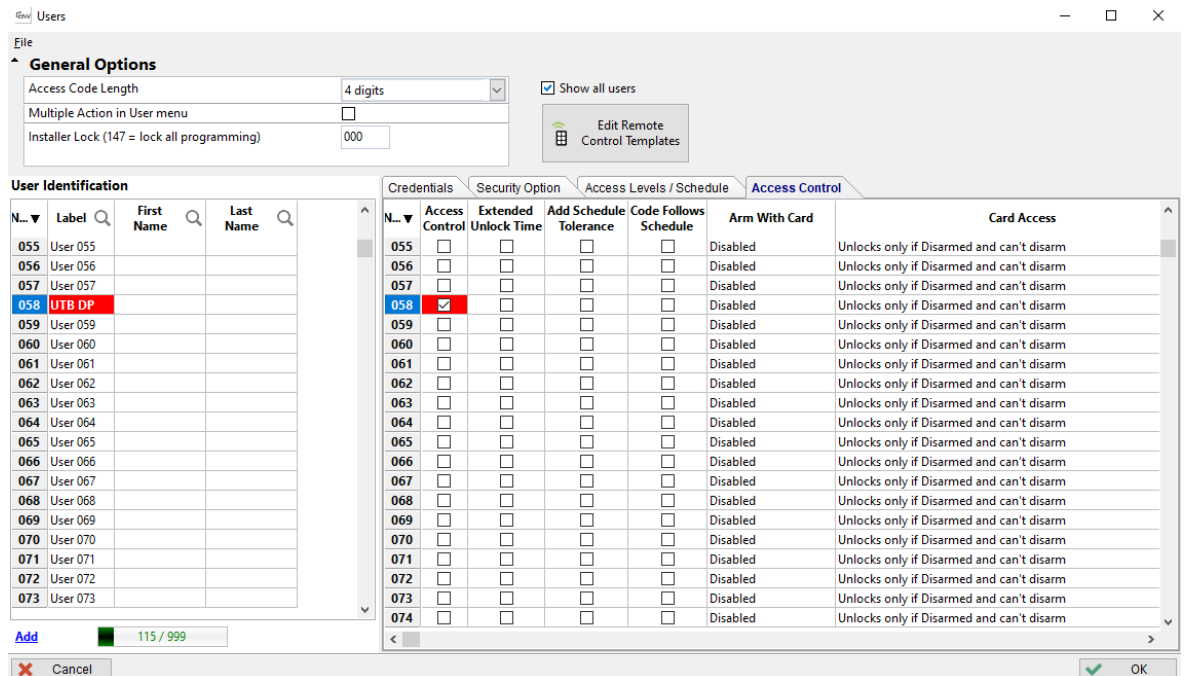 Users
File
General Options
Access Code Length 4 digits
Multiple Action in User menu
Installer Lock (147 = lock all programming) 000
Show all users
Edit Remote
Control Templates
User Identification
Credentials Security Option Access Levels / Schedule Access Control
N... Label First Name Last Name
055 User 055
056 User 056
057 User 057
058 UTB DP
059 User 059
060 User 060
061 User 061
062 User 062
063 User 063
064 User 064
065 User 065
066 User 066
067 User 067
068 User 068
069 User 069
070 User 070
071 User 071
072 User 072
073 User 073
Add 115 / 999
N... Access Control Extended Unlock Time Add Schedule Tolerance Code Follows Schedule Arm With Card Card Access
055 Disabled Unlocks only if Disarmed and can't disarm
056 Disabled Unlocks only if Disarmed and can't disarm
057 Disabled Unlocks only if Disarmed and can't disarm
058 Disabled Unlocks only if Disarmed and can't disarm
059 Disabled Unlocks only if Disarmed and can't disarm
060 Disabled Unlocks only if Disarmed and can't disarm
061 Disabled Unlocks only if Disarmed and can't disarm
062 Disabled Unlocks only if Disarmed and can't disarm
063 Disabled Unlocks only if Disarmed and can't disarm
064 Disabled Unlocks only if Disarmed and can't disarm
065 Disabled Unlocks only if Disarmed and can't disarm
066 Disabled Unlocks only if Disarmed and can't disarm
067 Disabled Unlocks only if Disarmed and can't disarm
068 Disabled Unlocks only if Disarmed and can't disarm
069 Disabled Unlocks only if Disarmed and can't disarm
070 Disabled Unlocks only if Disarmed and can't disarm
071 Disabled Unlocks only if Disarmed and can't disarm
072 Disabled Unlocks only if Disarmed and can't disarm
073 Disabled Unlocks only if Disarmed and can't disarm
074 Disabled Unlocks only if Disarmed and can't disarm
Cancel
OK